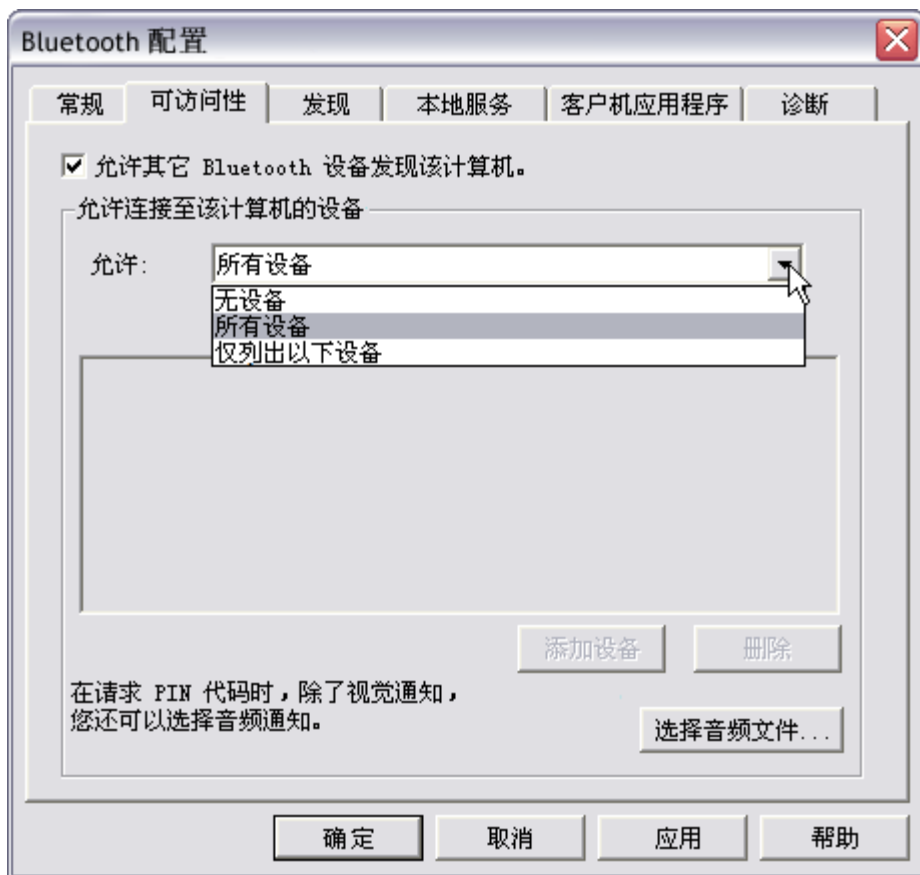 Bluetooth 配置
常规 可访问性 发现 本地服务 客户机应用程序 诊断
允许其它 Bluetooth 设备发现该计算机。
允许连接至该计算机的设备
允许: 所有设备
无设备
所有设备
仅列出以下设备
添加设备 删除
在请求 PIN 代码时,除了视觉通知,
您还可以选择音频通知。
选择音频文件...
确定 取消 应用 帮助